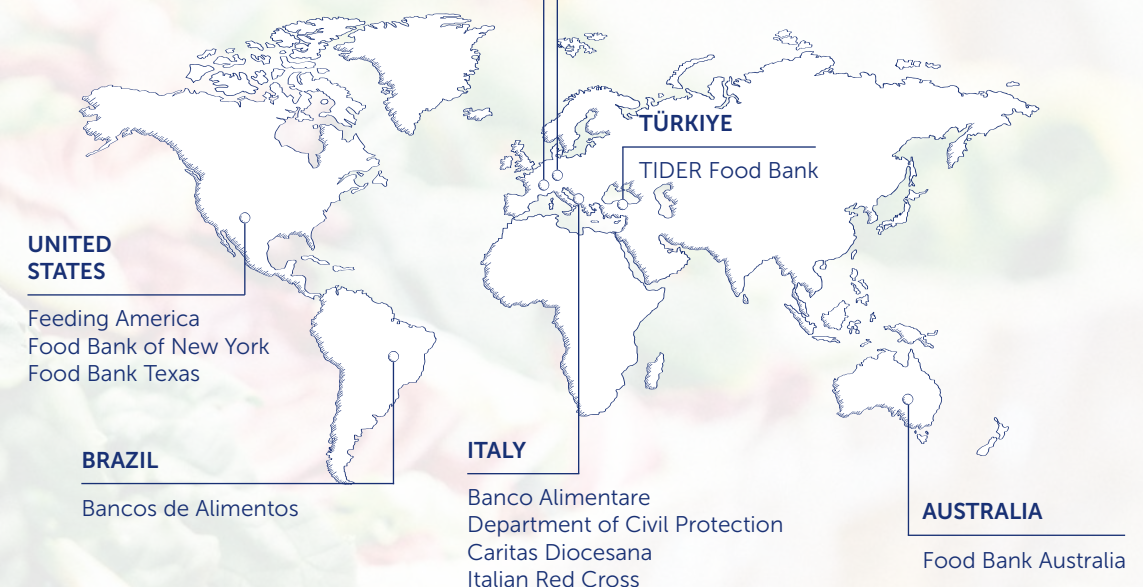 TÜRKIYE
TIDER Food Bank
UNITED
STATES
Feeding America
Food Bank of New York
Food Bank Texas
BRAZIL
Bancos de Alimentos
ITALY
Banco Alimentare
Department of Civil Protection
Caritas Diocesana
Italian Red Cross
AUSTRALIA
Food Bank Australia